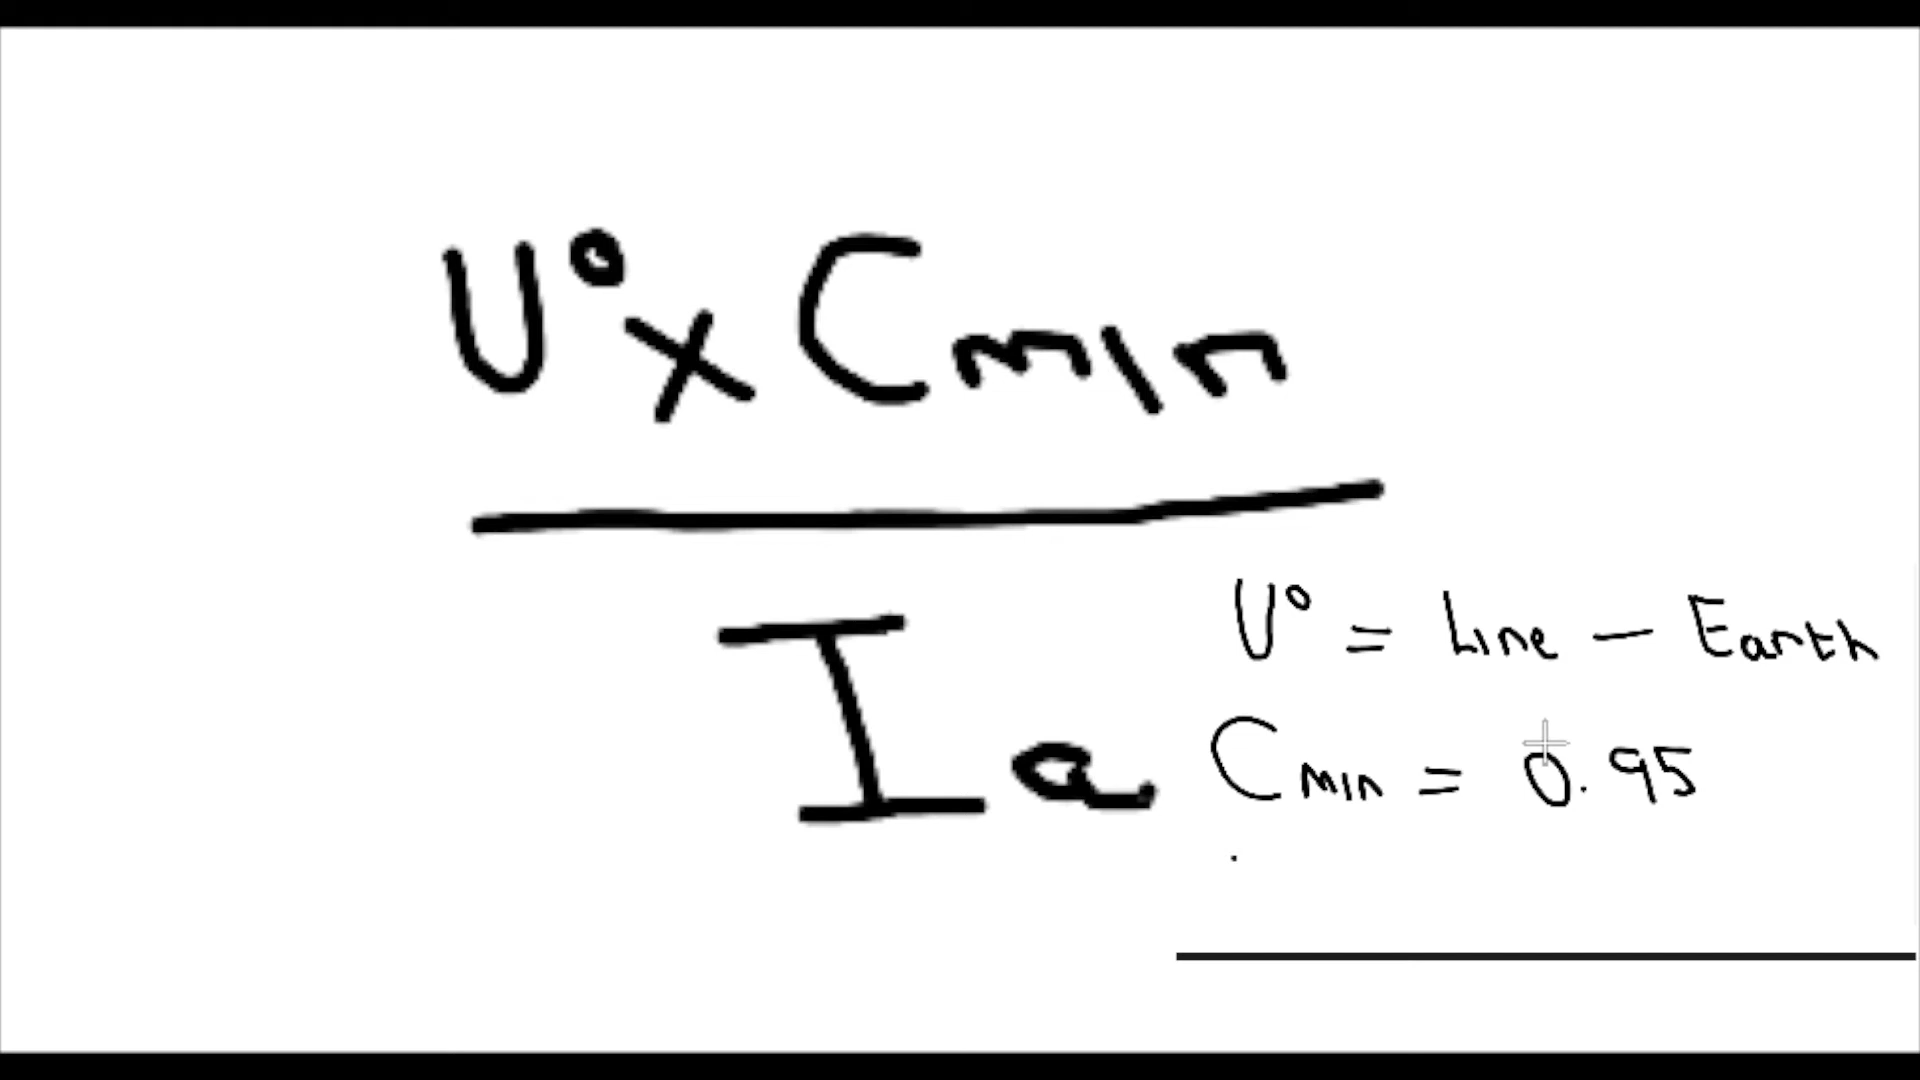 U° x Cmin
Ia
U° = Line - Earth
Cmin = 0.95